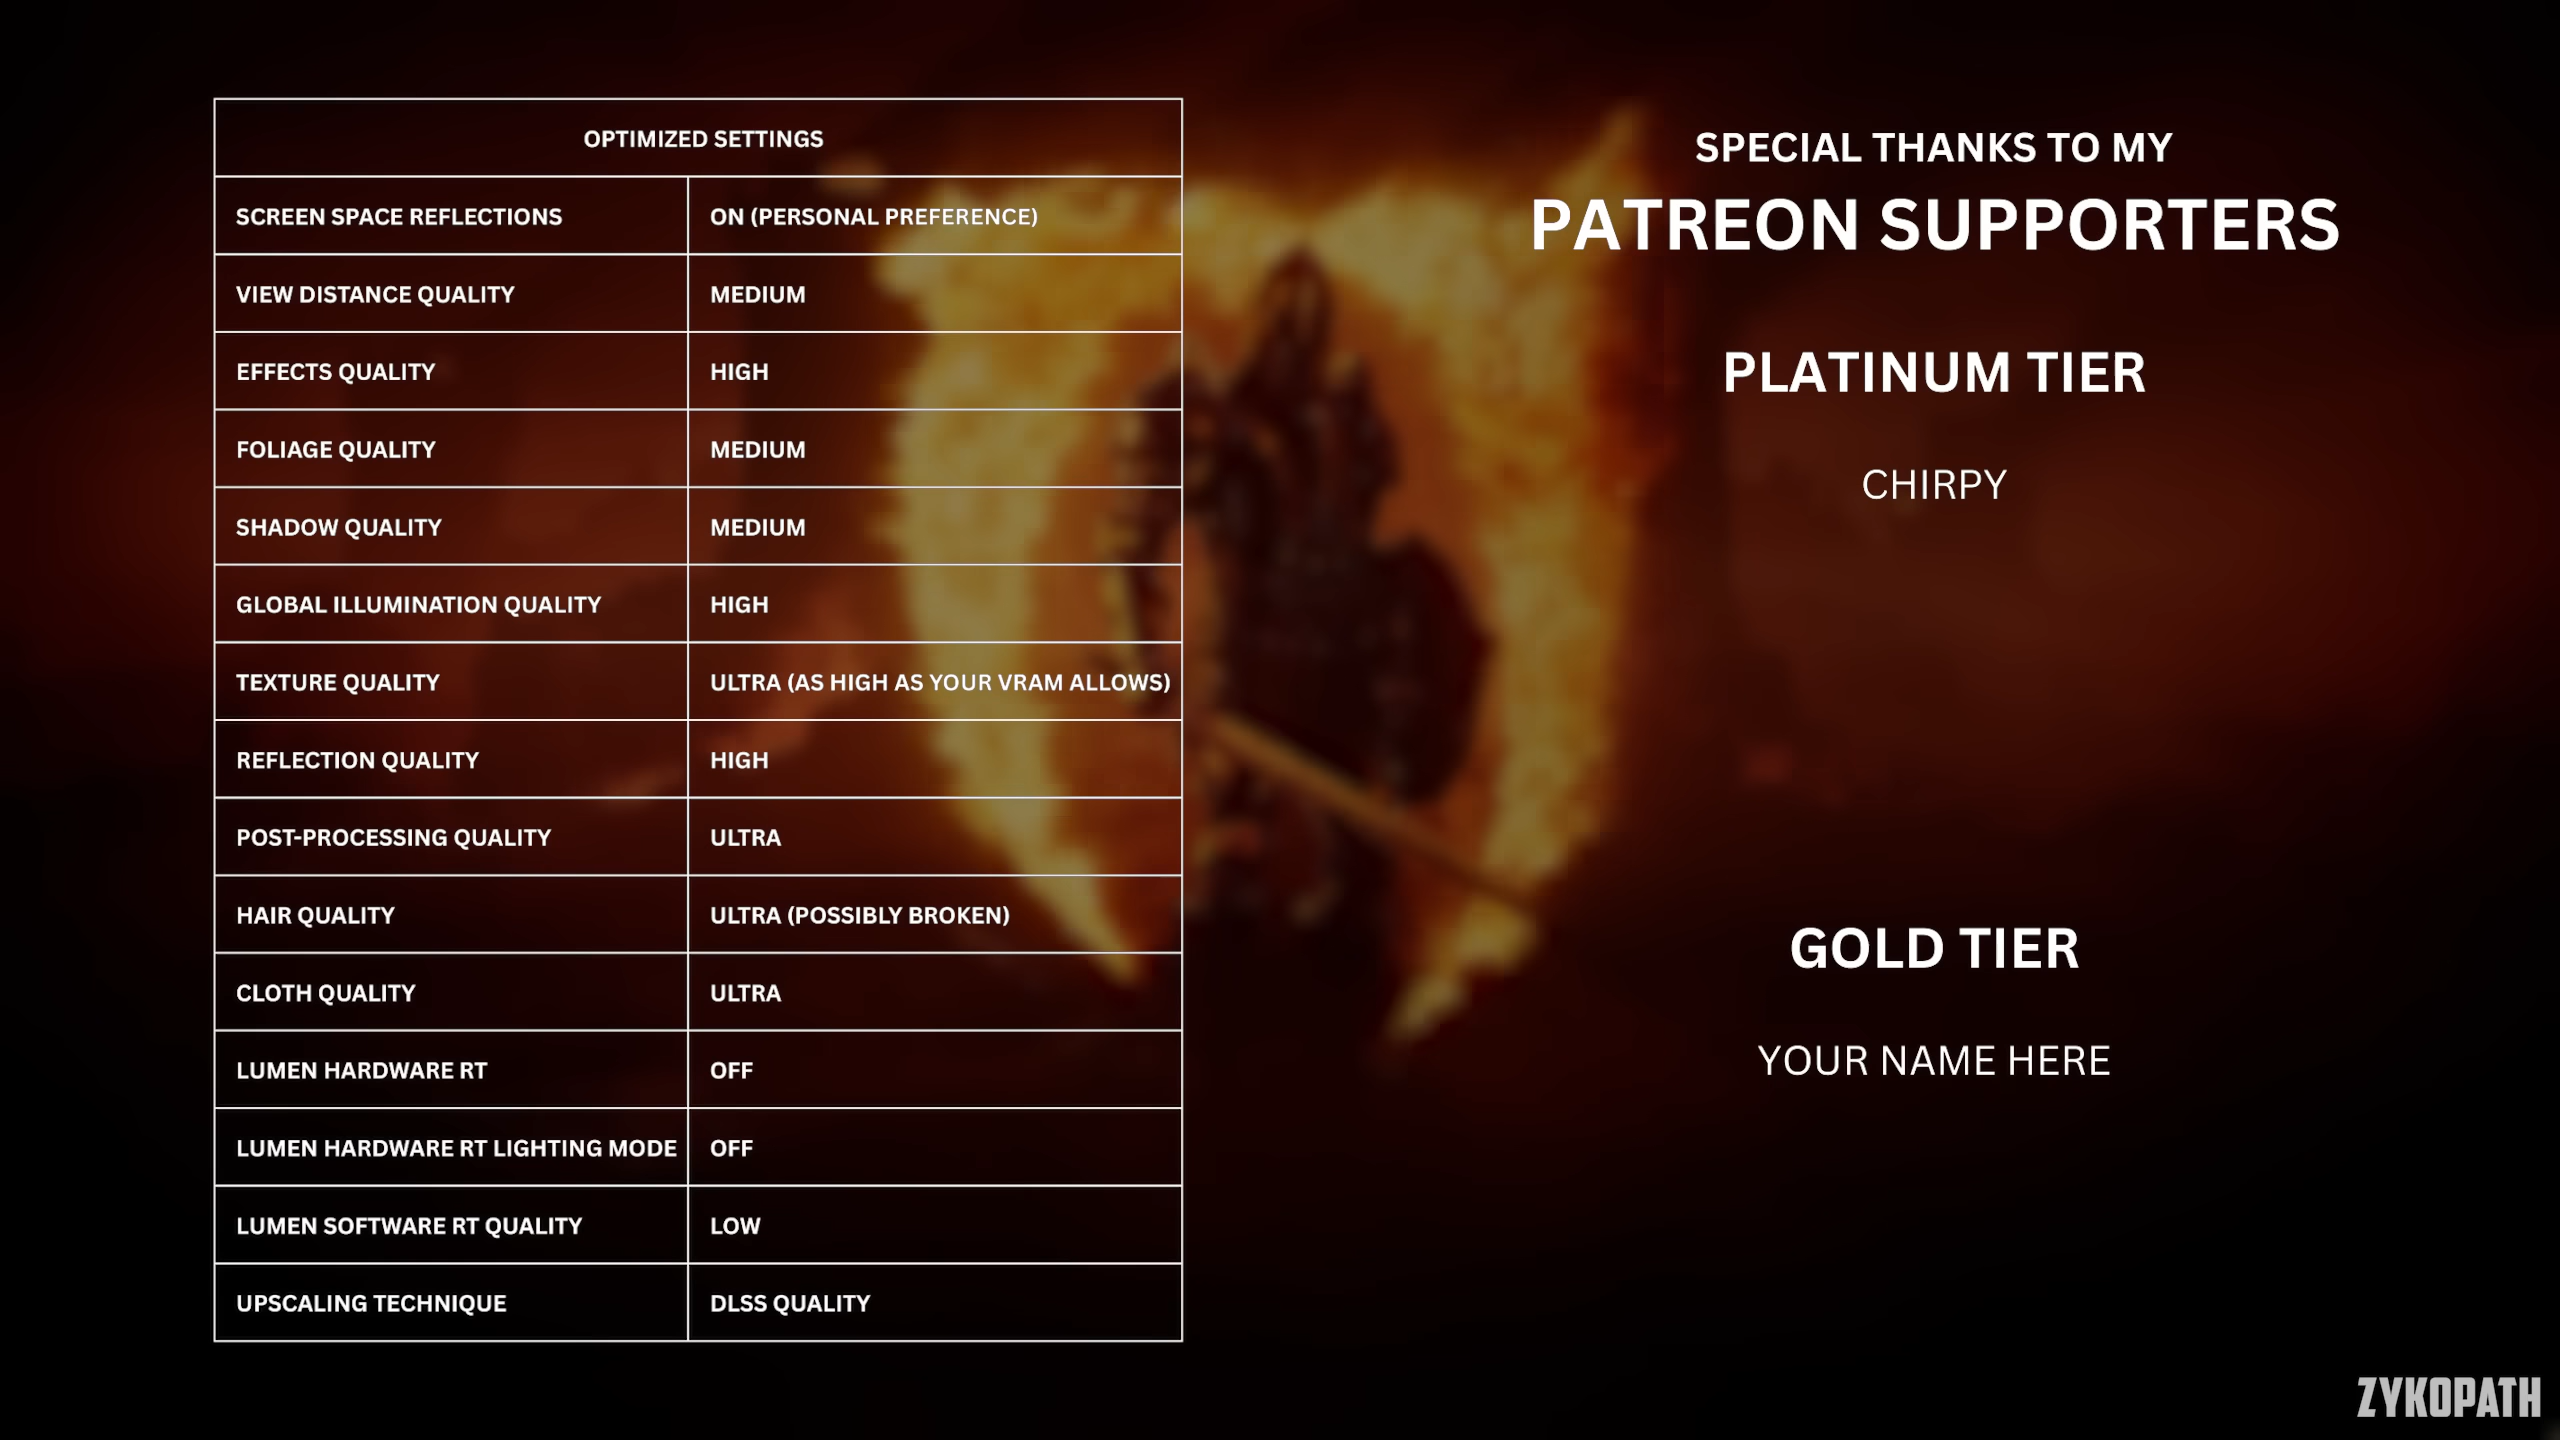 OPTIMIZED SETTINGS
SCREEN SPACE REFLECTIONS ON (PERSONAL PREFERENCE)
VIEW DISTANCE QUALITY MEDIUM
EFFECTS QUALITY HIGH
FOLIAGE QUALITY MEDIUM
SHADOW QUALITY MEDIUM
GLOBAL ILLUMINATION QUALITY HIGH
TEXTURE QUALITY ULTRA (AS HIGH AS YOUR VRAM ALLOWS)
REFLECTION QUALITY HIGH
POST-PROCESSING QUALITY ULTRA
HAIR QUALITY ULTRA (POSSIBLY BROKEN)
CLOTH QUALITY ULTRA
LUMEN HARDWARE RT OFF
LUMEN HARDWARE RT LIGHTING MODE OFF
LUMEN SOFTWARE RT QUALITY LOW
UPSCALING TECHNIQUE DLSS QUALITY
SPECIAL THANKS TO MY
PATREON SUPPORTERS
PLATINUM TIER
CHIRPY
GOLD TIER
YOUR NAME HERE
ZYKOPATH